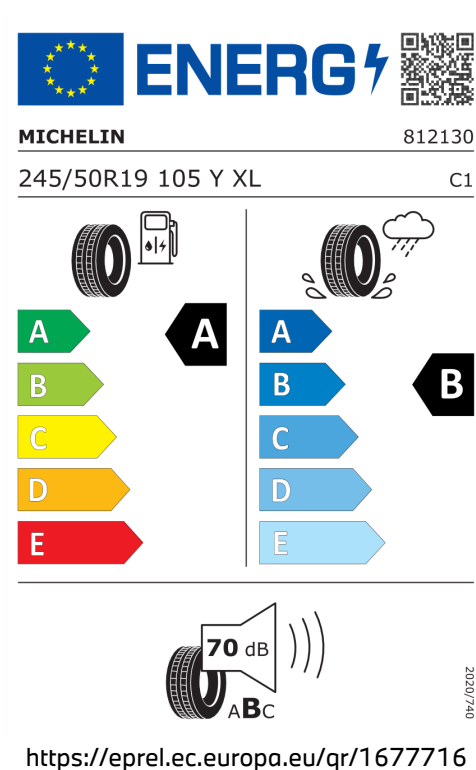 ENERG
MICHELIN 812130
245/50R19 105 Y XL C1
A A A
B B B
C C
D D
E E
70 dB
ABC
2020/740
https://eprel.ec.europa.eu/qr/1677716